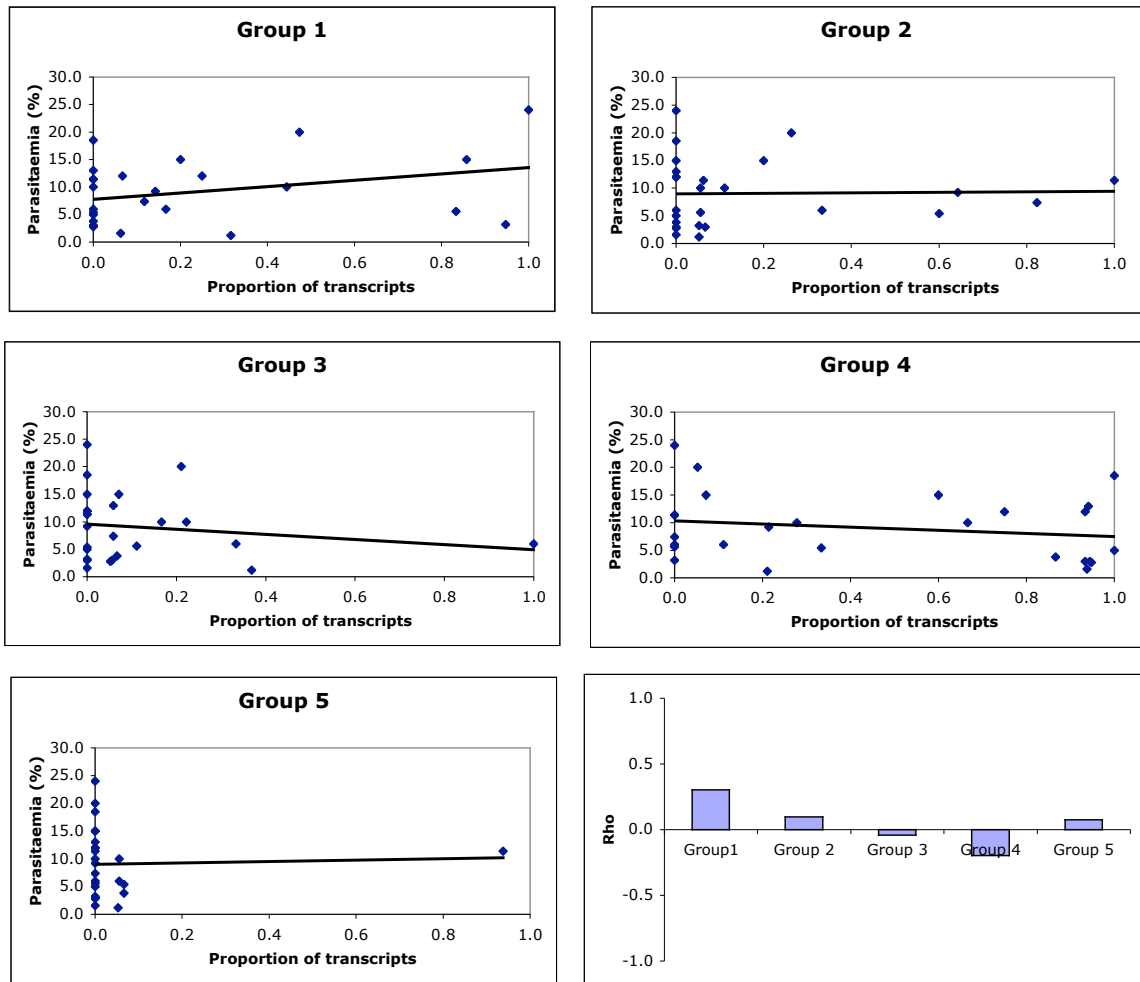 Group 1
Parasitaemia (%)
30.0
25.0
20.0
15.0
10.0
5.0
0.0
0.0 0.2 0.4 0.6 0.8 1.0
Proportion of transcripts
Group 2
Parasitaemia (%)
30.0
25.0
20.0
15.0
10.0
5.0
0.0
0.0 0.2 0.4 0.6 0.8 1.0
Proportion of transcripts
Group 3
Parasitaemia (%)
30.0
25.0
20.0
15.0
10.0
5.0
0.0
0.0 0.2 0.4 0.6 0.8 1.0
Proportion of transcripts
Group 4
Parasitaemia (%)
30.0
25.0
20.0
15.0
10.0
5.0
0.0
0.0 0.2 0.4 0.6 0.8 1.0
Proportion of transcripts
Group 5
Parasitaemia (%)
30.0
25.0
20.0
15.0
10.0
5.0
0.0
0.0 0.2 0.4 0.6 0.8 1.0
Proportion of transcripts
Rho
1.0
0.5
0.0
-0.5
-1.0
Group1 Group 2 Group 3 Group 4 Group 5